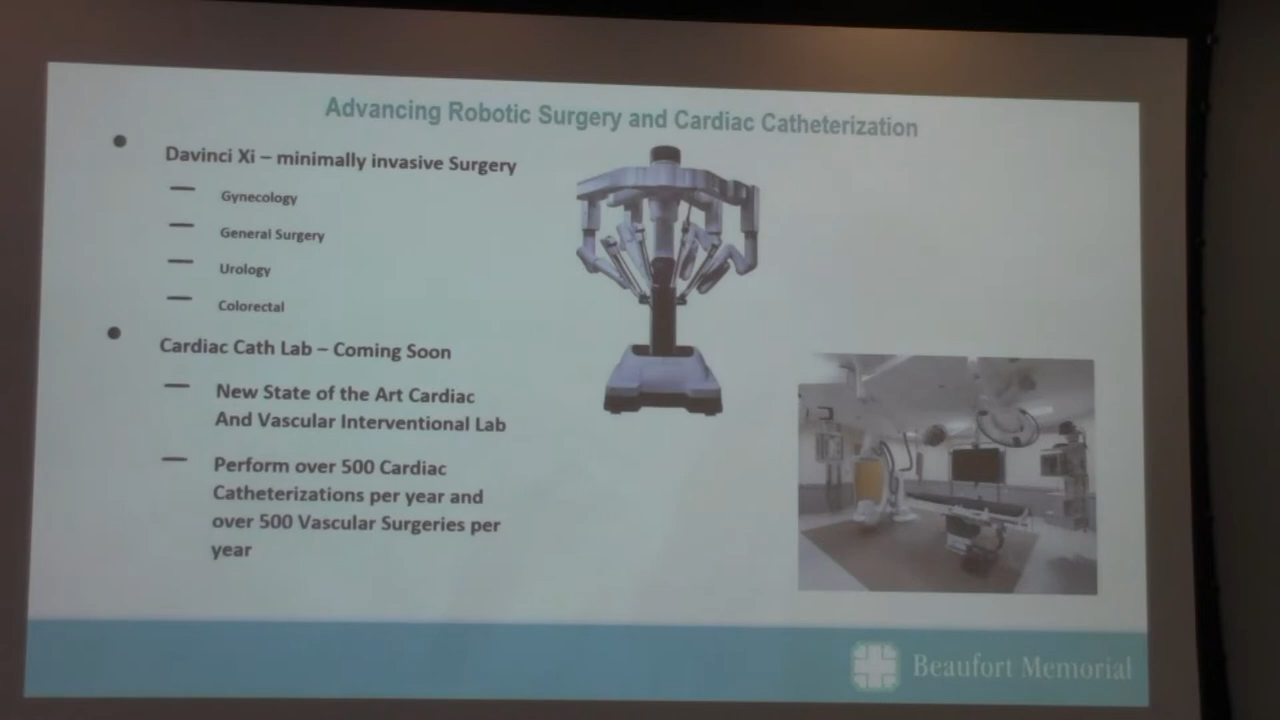 Advancing Robotic Surgery and Cardiac Catheterization
Davinci Xi – minimally invasive Surgery
Gynecology
General Surgery
Urology
Colorectal
Cardiac Cath Lab – Coming Soon
New State of the Art Cardiac
And Vascular Interventional Lab
Perform over 500 Cardiac
Catheterizations per year and
over 500 Vascular Surgeries per
year
Beaufort Memorial